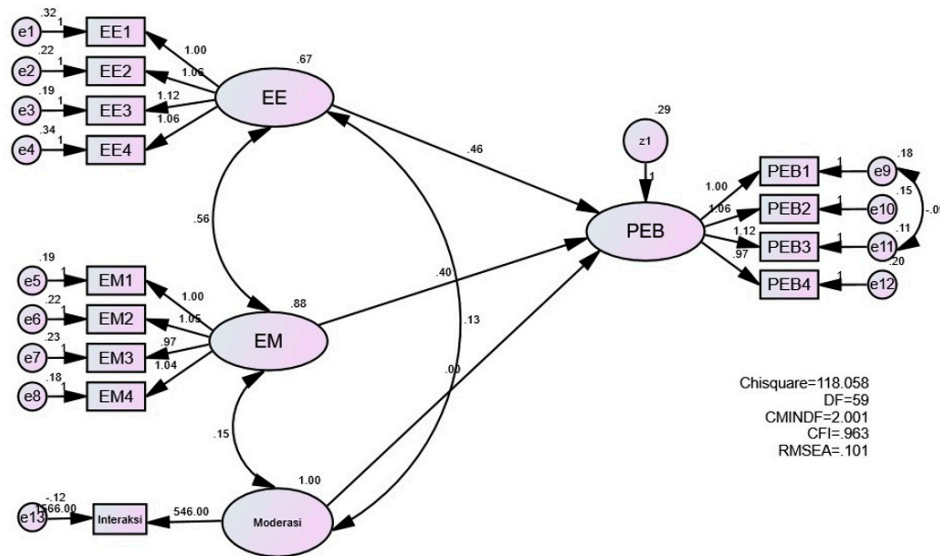 .32
e1
1
EE1
.22
e2
1
EE2
.19
e3
1
EE3
.34
e4
1
EE4
1.00
1.06
1.12
1.06
.67
EE
.56
.46
.29
z1
1
PEB
1.00
1.06
1.12
.97
PEB1
1
e9
.18
PEB2
1
e10
.15
PEB3
1
e11
.11
PEB4
1
e12
.20
.19
e5
1
EM1
.22
e6
1
EM2
.23
e7
1
EM3
.18
e8
1
EM4
1.00
1.05
.97
1.04
.88
EM
.40
.13
.00
.15
1.00
Moderasi
-.12
e13
1566.00
Interaksi
546.00
Chisquare=118.058
DF=59
CMINDF=2.001
CFI=.963
RMSEA=.101